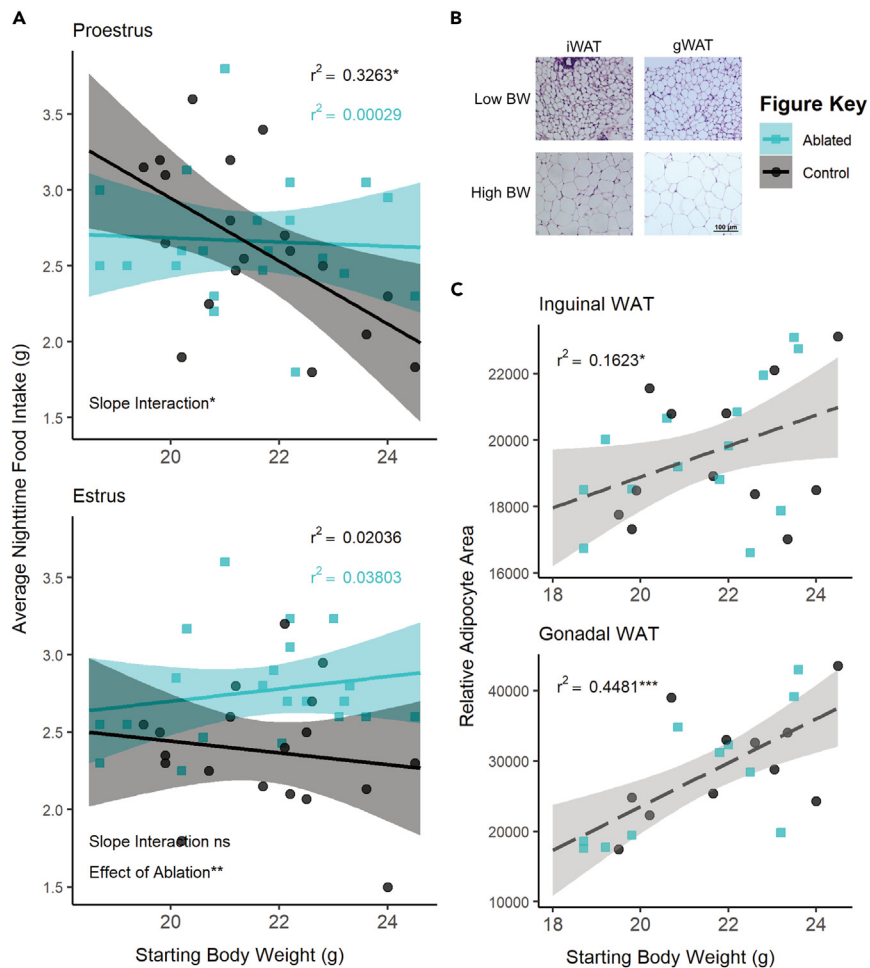 A
Proestrus
r² = 0.3263*
r² = 0.00029
3.5
3.0
2.5
2.0
1.5
Slope Interaction*
20
22
24
Estrus
r² = 0.02036
r² = 0.03803
3.5
3.0
2.5
2.0
1.5
Slope Interaction ns
Effect of Ablation**
20
22
24
Average Nighttime Food Intake (g)
Starting Body Weight (g)
B
iWAT
gWAT
Low BW
High BW
100 µm
Figure Key
Ablated
Control
C
Inguinal WAT
r² = 0.1623*
22000
20000
18000
16000
18
20
22
24
Gonadal WAT
r² = 0.4481***
40000
30000
20000
10000
18
20
22
24
Relative Adipocyte Area
Starting Body Weight (g)